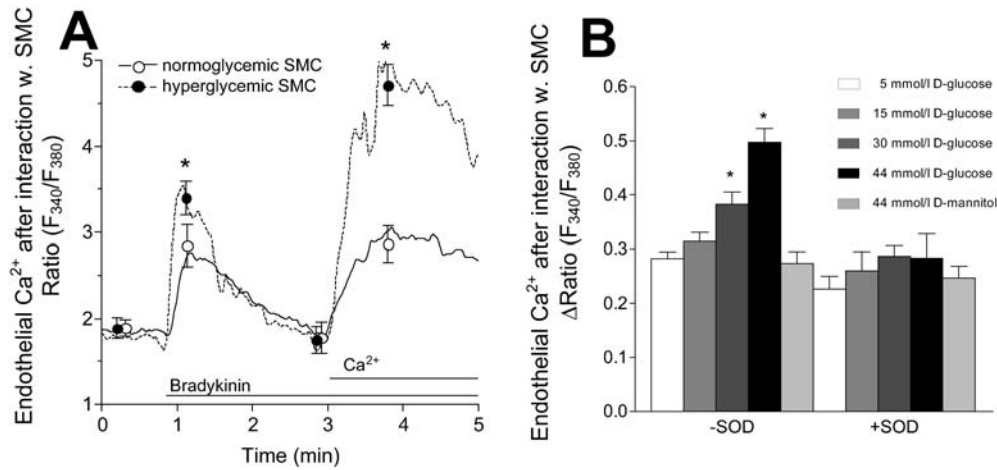 A
Endothelial Ca²⁺ after interaction w. SMC
Ratio (F₃₄₀/F₃₈₀)
5
4
3
2
1
normoglycemic SMC
hyperglycemic SMC
*
*
Ca²⁺
Bradykinin
0 1 2 3 4 5
Time (min)
B
Endothelial Ca²⁺ after interaction w. SMC
ΔRatio (F₃₄₀/F₃₈₀)
0.6
0.5
0.4
0.3
0.2
0.1
0.0
5 mmol/l D-glucose
15 mmol/l D-glucose
30 mmol/l D-glucose
44 mmol/l D-glucose
44 mmol/l D-mannitol
*
*
-SOD +SOD